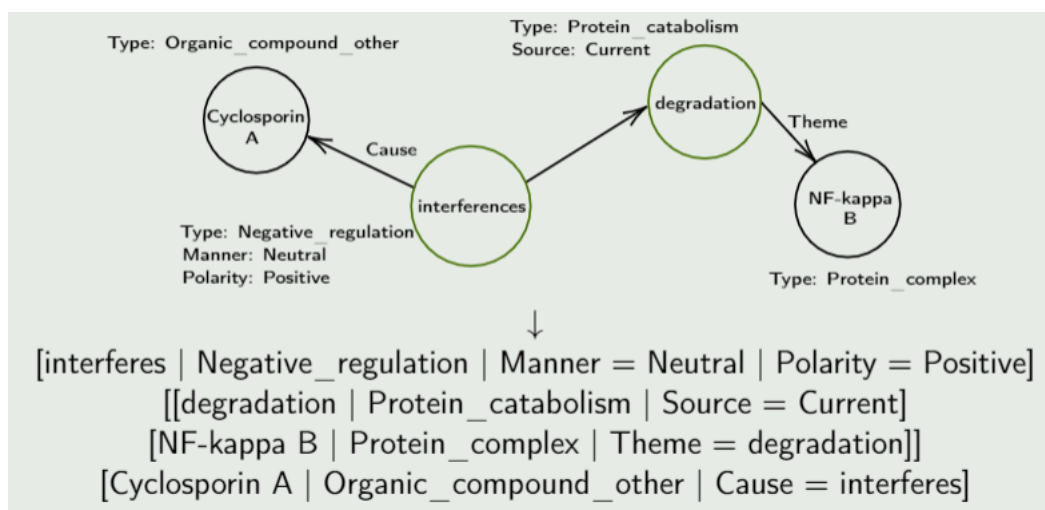 Type: Organic_compound_other
Type: Protein_catabolism
Source: Current
Cyclosporin
A
Cause
interferences
degradation
Theme
NF-kappa
B
Type: Negative_regulation
Manner: Neutral
Polarity: Positive
Type: Protein_complex
↓
[interferes | Negative_regulation | Manner = Neutral | Polarity = Positive]
[[degradation | Protein_catabolism | Source = Current]
[NF-kappa B | Protein_complex | Theme = degradation]]
[Cyclosporin A | Organic_compound_other | Cause = interferes]